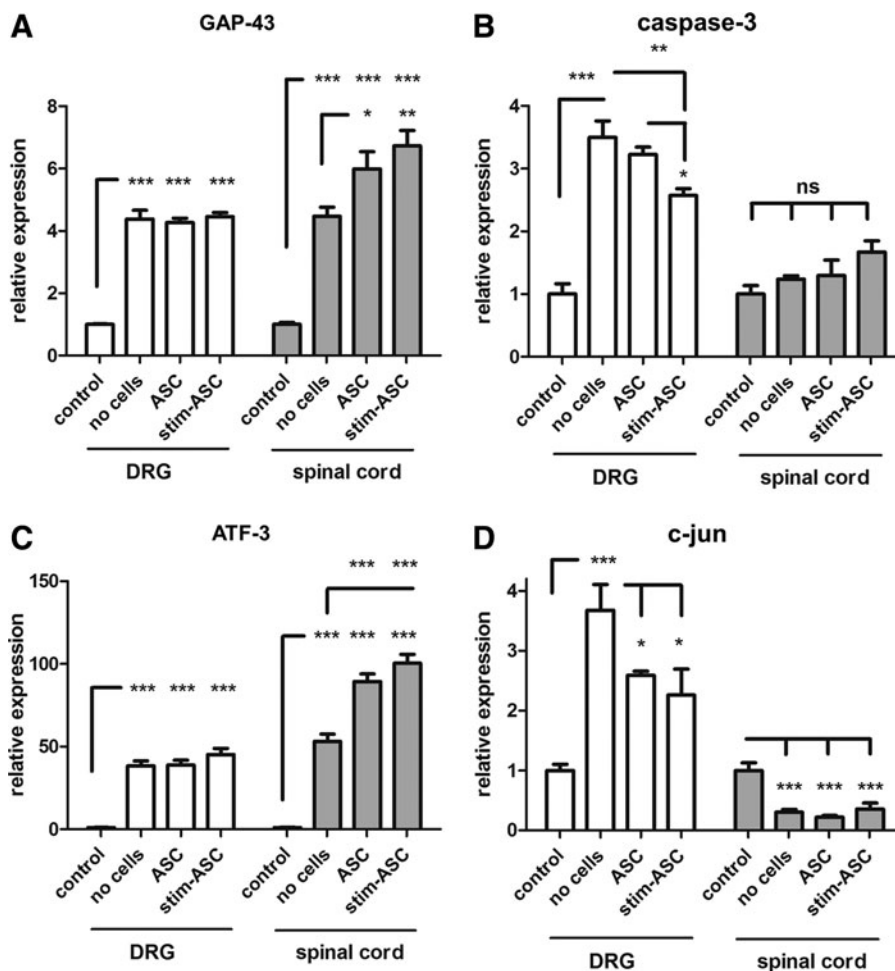 A
GAP-43
*** *** ***
* **
*** *** ***
8
6
4
2
0
relative expression
control
no cells
ASC
stim-ASC
control
no cells
ASC
stim-ASC
DRG
spinal cord
B
caspase-3
**
***
*
ns
4
3
2
1
0
relative expression
control
no cells
ASC
stim-ASC
control
no cells
ASC
stim-ASC
DRG
spinal cord
C
ATF-3
*** ***
*** *** ***
*** *** ***
150
100
50
0
relative expression
control
no cells
ASC
stim-ASC
control
no cells
ASC
stim-ASC
DRG
spinal cord
D
c-jun
***
* *
*** *** ***
4
3
2
1
0
relative expression
control
no cells
ASC
stim-ASC
control
no cells
ASC
stim-ASC
DRG
spinal cord